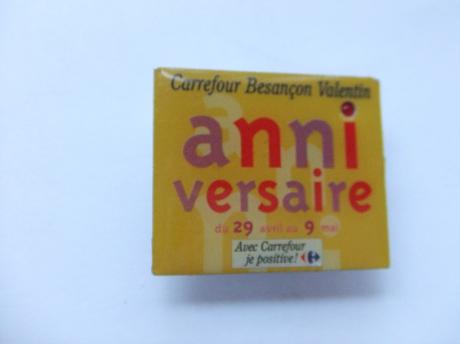 Carrefour Besançon Valentin
anni
versaire
du 29 avril au 9 mai
Avec Carrefour
je positive!